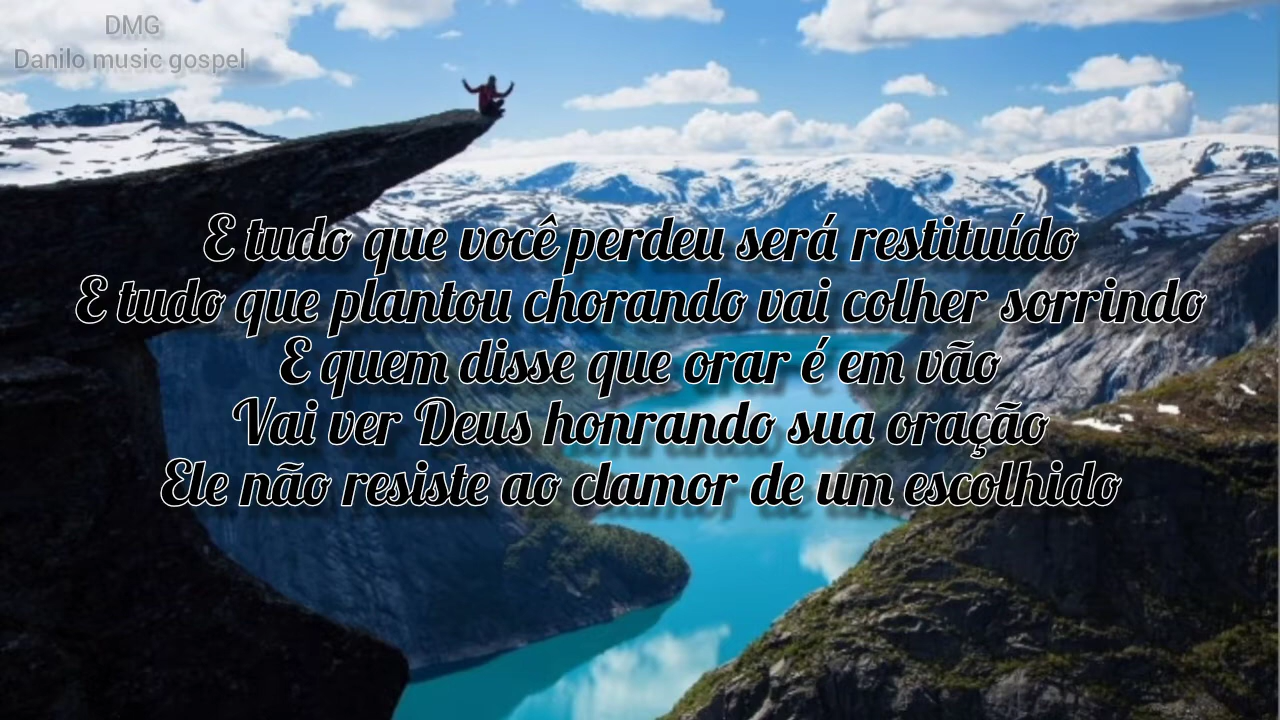 DMG
Danilo music gospel
E tudo que você perdeu será restituído
E tudo que plantou chorando vai colher sorrindo
E quem disse que orar é em vão
Vai ver Deus honrando sua oração
Ele não resiste ao clamor de um escolhido